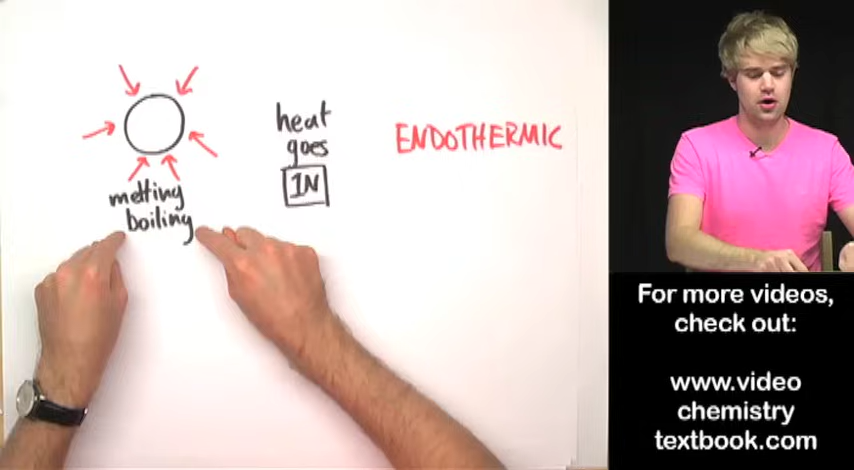 melting
boiling
heat
goes
IN
ENDOTHERMIC
For more videos,
check out:
www.video
chemistry
textbook.com